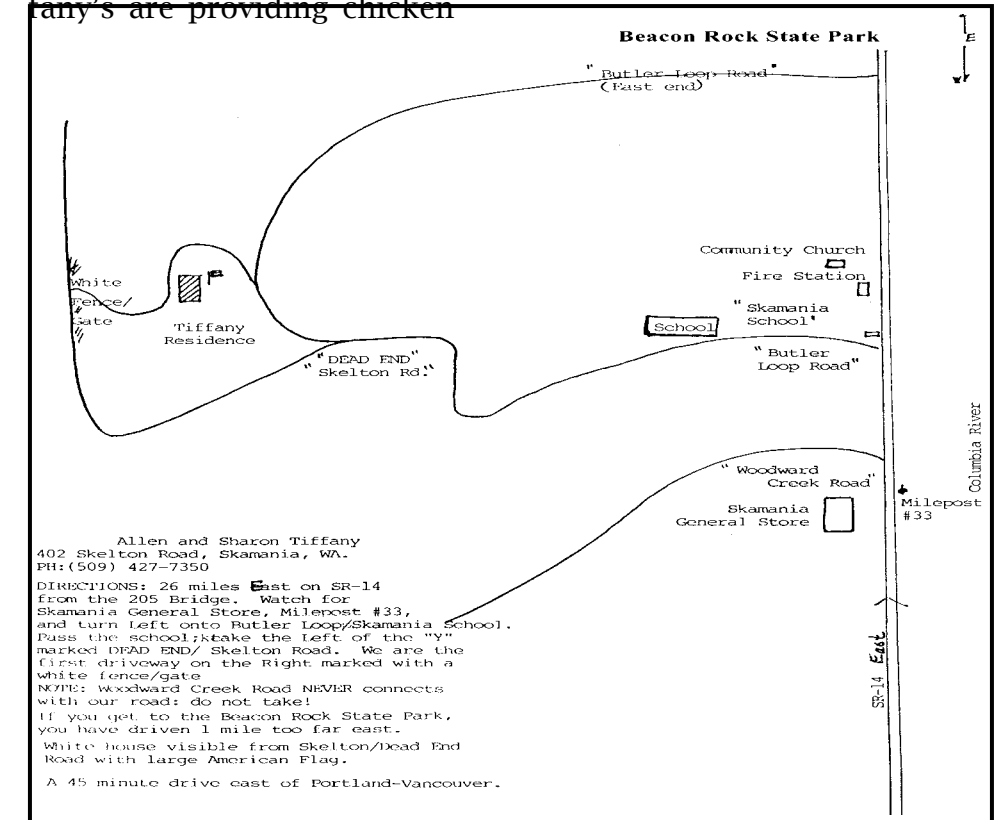 fany's are providing chicken
Beacon Rock State Park
E
"Butler Loop Road"
(East end)
Community Church
Fire Station
"Skamania
School"
School
"Butler
Loop Road"
White
Fence/
Gate
Tiffany
Residence
"DEAD END"
"Skelton Rd."
Columbia River
"Woodward
Creek Road"
Milepost
#33
Skamania
General Store
SR-14 East
Allen and Sharon Tiffany
402 Skelton Road, Skamania, WA.
PH:(509) 427-7350
DIRECTIONS: 26 miles East on SR-14
from the 205 Bridge. Watch for
Skamania General Store, Milepost #33,
and turn Left onto Butler Loop/Skamania School.
Pass the school;ktake the Left of the "Y"
marked DEAD END/ Skelton Road. We are the
first driveway on the Right marked with a
white fence/gate
NOTE: Woodward Creek Road NEVER connects
with our road: do not take!
If you get to the Beacon Rock State Park,
you have driven 1 mile too far east.
White house visible from Skelton/Dead End
Road with large American Flag.
A 45 minute drive east of Portland-Vancouver.